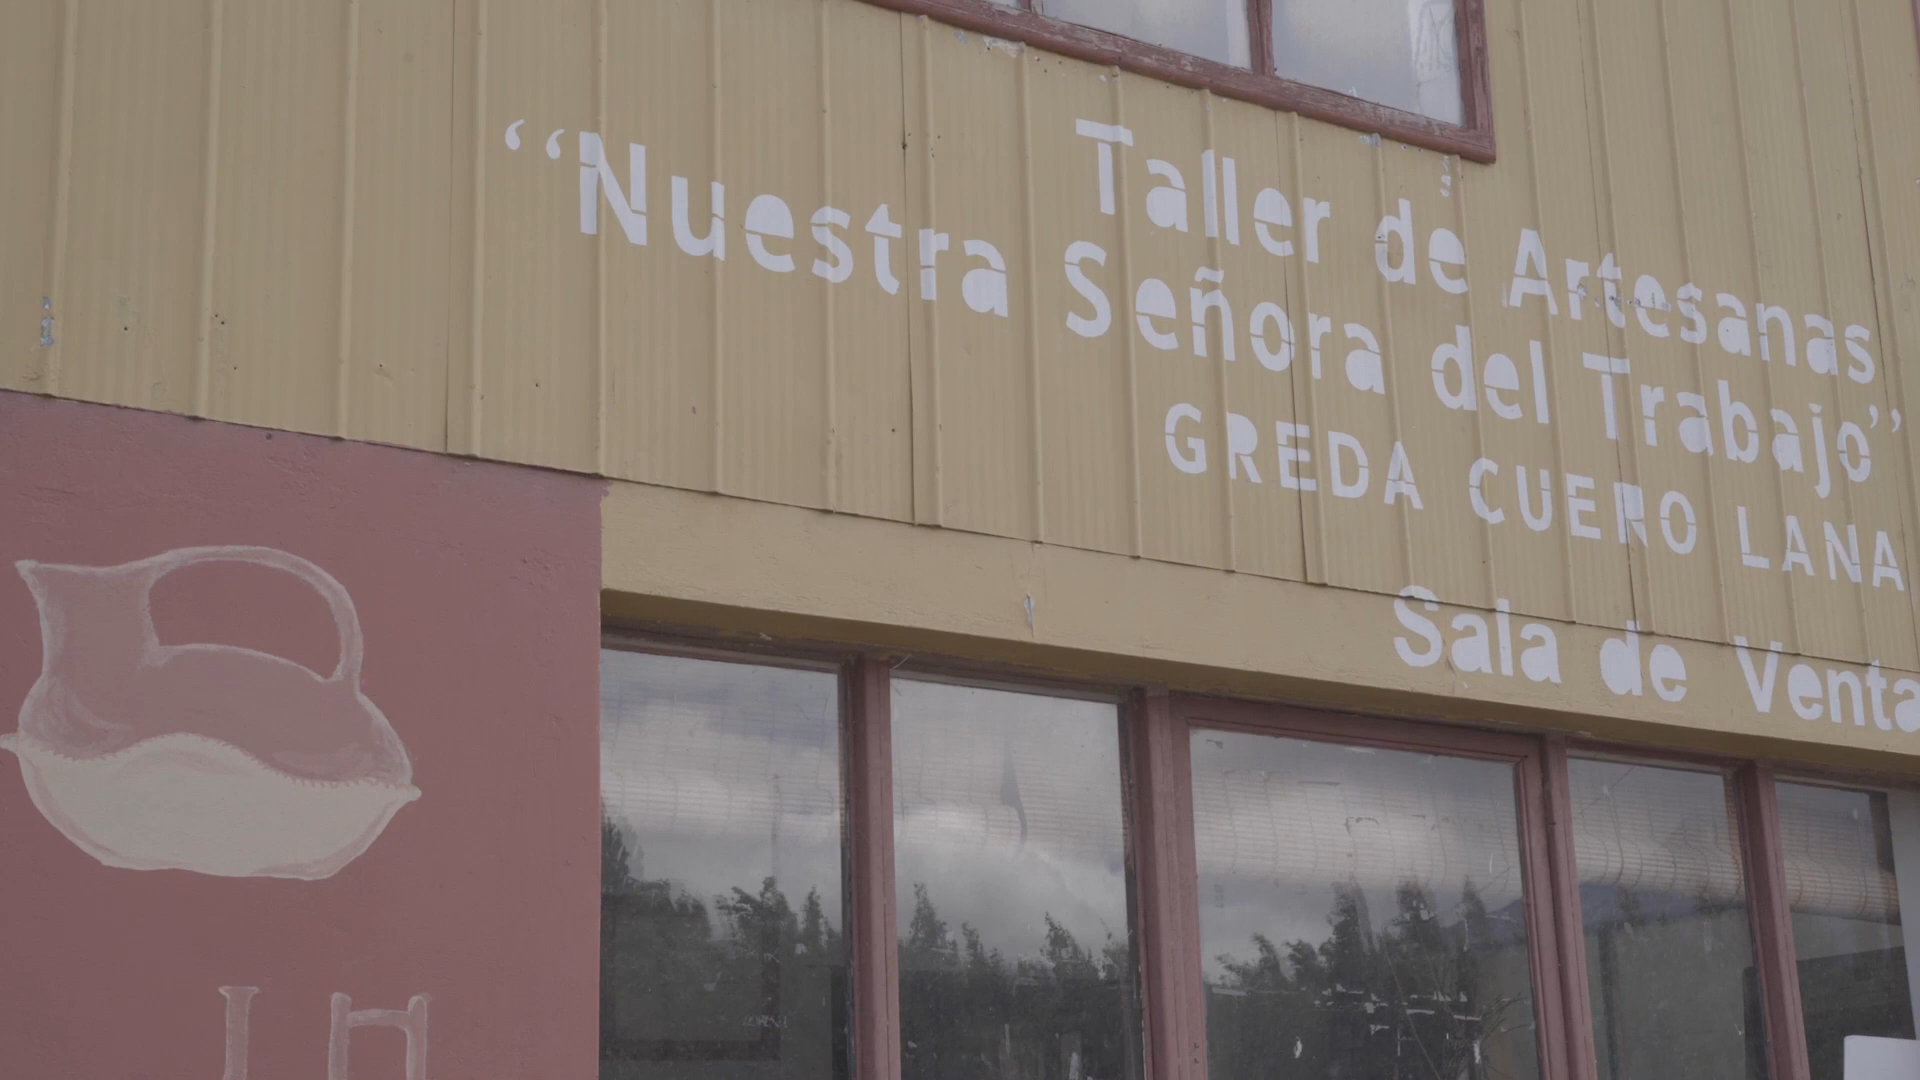 Taller de Artesanas
“Nuestra Señora del Trabajo”
GREDA CUERO LANA
Sala de Venta